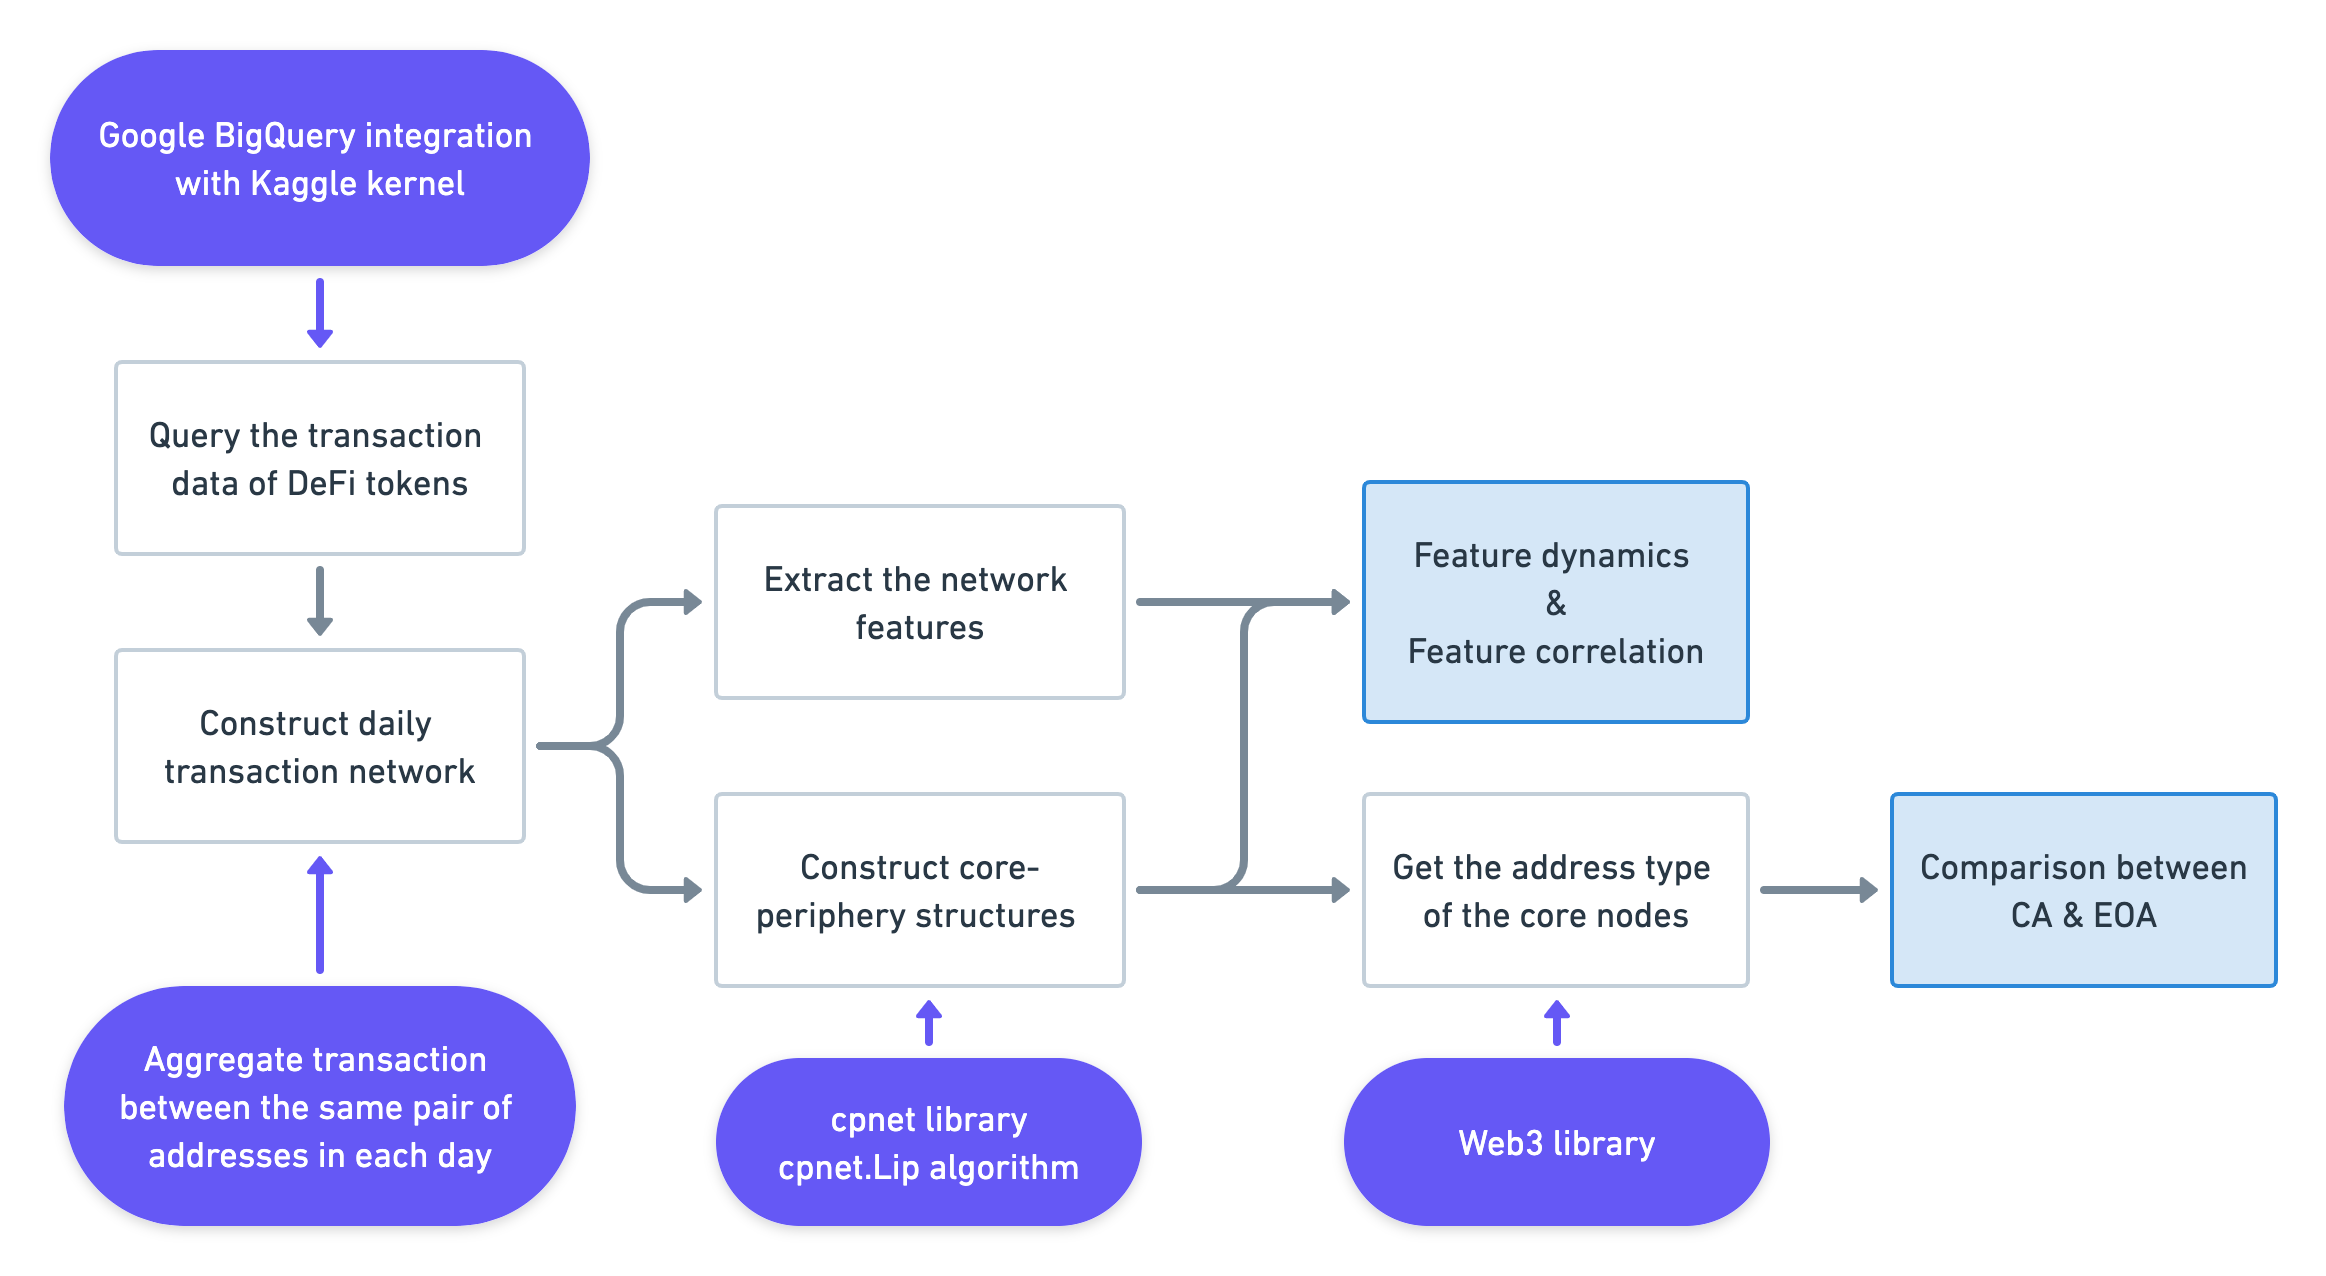 Google BigQuery integration
with Kaggle kernel
Query the transaction
data of DeFi tokens
Construct daily
transaction network
Aggregate transaction
between the same pair of
addresses in each day
Extract the network
features
Construct core-
periphery structures
cpnet library
cpnet.Lip algorithm
Feature dynamics
&
Feature correlation
Get the address type
of the core nodes
Web3 library
Comparison between
CA & EOA